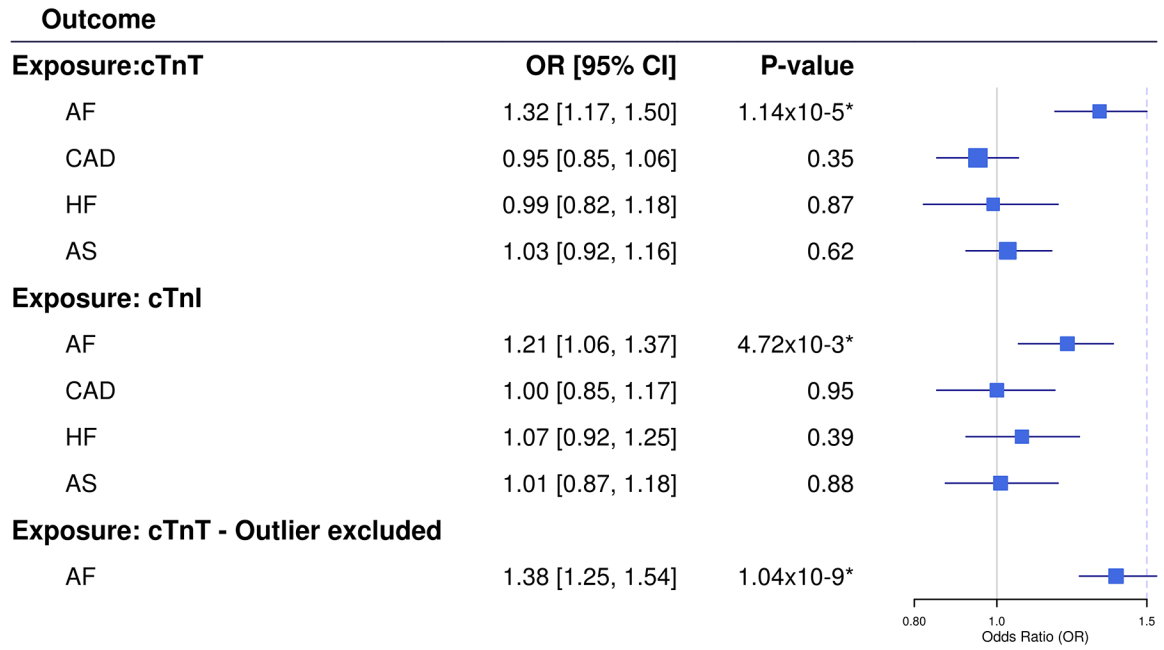 Outcome
Exposure:cTnT OR [95% CI] P-value
AF 1.32 [1.17, 1.50] 1.14x10-5*
CAD 0.95 [0.85, 1.06] 0.35
HF 0.99 [0.82, 1.18] 0.87
AS 1.03 [0.92, 1.16] 0.62
Exposure: cTnI
AF 1.21 [1.06, 1.37] 4.72x10-3*
CAD 1.00 [0.85, 1.17] 0.95
HF 1.07 [0.92, 1.25] 0.39
AS 1.01 [0.87, 1.18] 0.88
Exposure: cTnT - Outlier excluded
AF 1.38 [1.25, 1.54] 1.04x10-9*
0.80 1.0 1.5
Odds Ratio (OR)